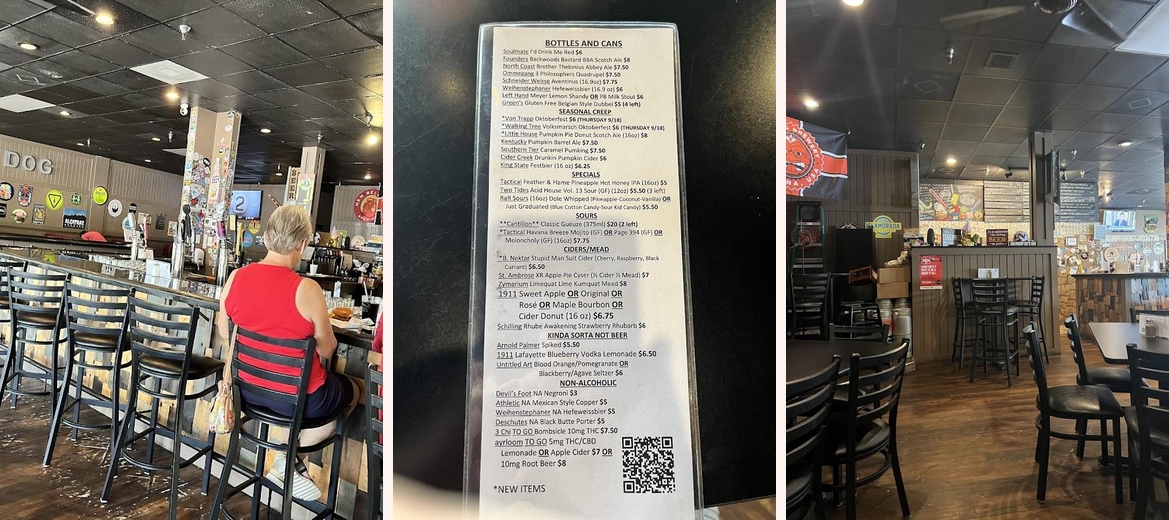 DOG
2
BOTTLES AND CANS
Soulmate I'd Drink Me Red $6
Founders Backwoods Bastard BBA Scotch Ale $8
North Coast Brother Thelonius Abbey Ale $7.50
Ommegang 3 Philosophers Quadrupel $7.50
Schneider Weisse Aventinus (16.9oz) $7.75
Weihenstephaner Hefeweissbier (16.9 oz) $6
Left Hand Meyer Lemon Shandy OR PB Milk Stout $6
Green's Gluten Free Belgian Style Dubbel $5 (4 left)
SEASONAL CREEP
*Von Trapp Oktoberfest $6 (THURSDAY 9/18)
*Walking Tree Volksmarsch Oktoberfest $6 (THURSDAY 9/18)
*Little House Pumpkin Pie Donut Scotch Ale (16oz) $8
Kentucky Pumpkin Barrel Ale $7.50
Southern Tier Caramel Pumking $7.50
Cider Creek Drunkin Pumpkin Cider $6
King State Festbier (16 oz) $6.25
SPECIALS
Tactical Feather & Flame Pineapple Hot Honey IPA (16oz) $5
Two Tides Acid House Vol. 13 Sour (GF) (12oz) $5.50 (3 left)
RaR Sours (16oz) Dole Whipped (Pineapple-Coconut-Vanilla) OR
Just Graduated (Blue Cotton Candy-Sour Kid Candy) $5.50
SOURS
**Cantillon** Classic Gueuze (375ml) $20 (2 left)
*Tactical Havana Breeze Mojito (GF) OR Page 394 (GF) OR
Meloncholy (GF) (16oz) $7.75
CIDERS/MEAD
*B. Nektar Stupid Man Suit Cider (Cherry, Raspberry, Black
Currant) $6.50
St. Ambrose XR Apple Pie Cyser (½ Cider ½ Mead) $7
Zymarium Limequat Lime Kumquat Mead $8
1911 Sweet Apple OR Original OR
Rosé OR Maple Bourbon OR
Cider Donut (16 oz) $6.75
Schilling Rhube Awakening Strawberry Rhubarb $6
KINDA SORTA NOT BEER
Arnold Palmer Spiked $5.50
1911 Lafayette Blueberry Vodka Lemonade $6.50
Untitled Art Blood Orange/Pomegranate OR
Blackberry/Agave Seltzer $6
NON-ALCOHOLIC
Devil's Foot NA Negroni $3
Athletic NA Mexican Style Copper $5
Weihenstephaner NA Hefeweissbier $5
Deschutes NA Black Butte Porter $5
3 Chi TO GO Bombsicle 10mg THC $7.50
ayrloom TO GO 5mg THC/CBD
Lemonade OR Apple Cider $7 OR
10mg Root Beer $8
*NEW ITEMS
BEER